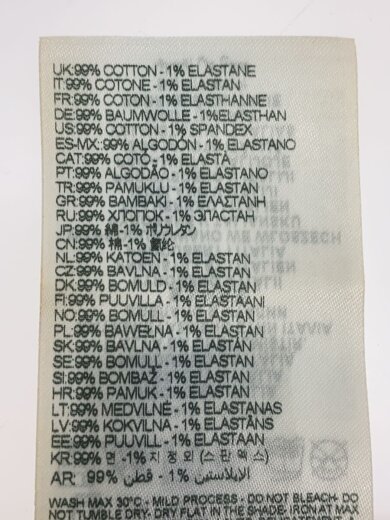 UK:99% COTTON-1% ELASTANE
IT:99% COTONE-1% ELASTAN
FR:99% COTON-1% ELASTHANNE
DE:99% BAUMWOLLE-1%ELASTHAN
US:99% COTTON-1% SPANDEX
ES-MX:99% ALGODÓN-1% ELASTANO
CAT:99% COTÓ-1% ELASTÀ
PT:99% ALGODÃO-1% ELASTANO
TR:99% PAMUKLU-1% ELASTAN
GR:99% ΒΑΜΒΑΚΙ-1% ΕΛΑΣΤΑΝΗ
RU:99% ХЛОПОК-1% ЭЛАСТАН
JP:99% 綿-1% ポリウレタン
CN:99% 棉-1% 氨纶
NL:99% KATOEN-1% ELASTAN
CZ:99% BAVLNA-1% ELASTAN
DK:99% BOMULD-1% ELASTAN
FI:99% PUUVILLA-1% ELASTAANI
NO:99% BOMULL-1% ELASTAN
PL:99% BAWEŁNA-1% ELASTAN
SK:99% BAVLNA-1% ELASTAN
SE:99% BOMULL-1% ELASTAN
SI:99% BOMBAŽ-1% ELASTAN
HR:99% PAMUK-1% ELASTAN
LT:99% MEDVILNĖ-1% ELASTANAS
LV:99% KOKVILNA-1% ELASTĀNS
EE:99% PUUVILL-1% ELASTAAN
KR:99% 면-1% 지정외 (스판덱스)
AR: 99% قطن - 1% الايلاستين
WASH MAX 30°C - MILD PROCESS - DO NOT BLEACH- DO
NOT TUMBLE DRY- DRY FLAT IN THE SHADE- IRON AT MAX